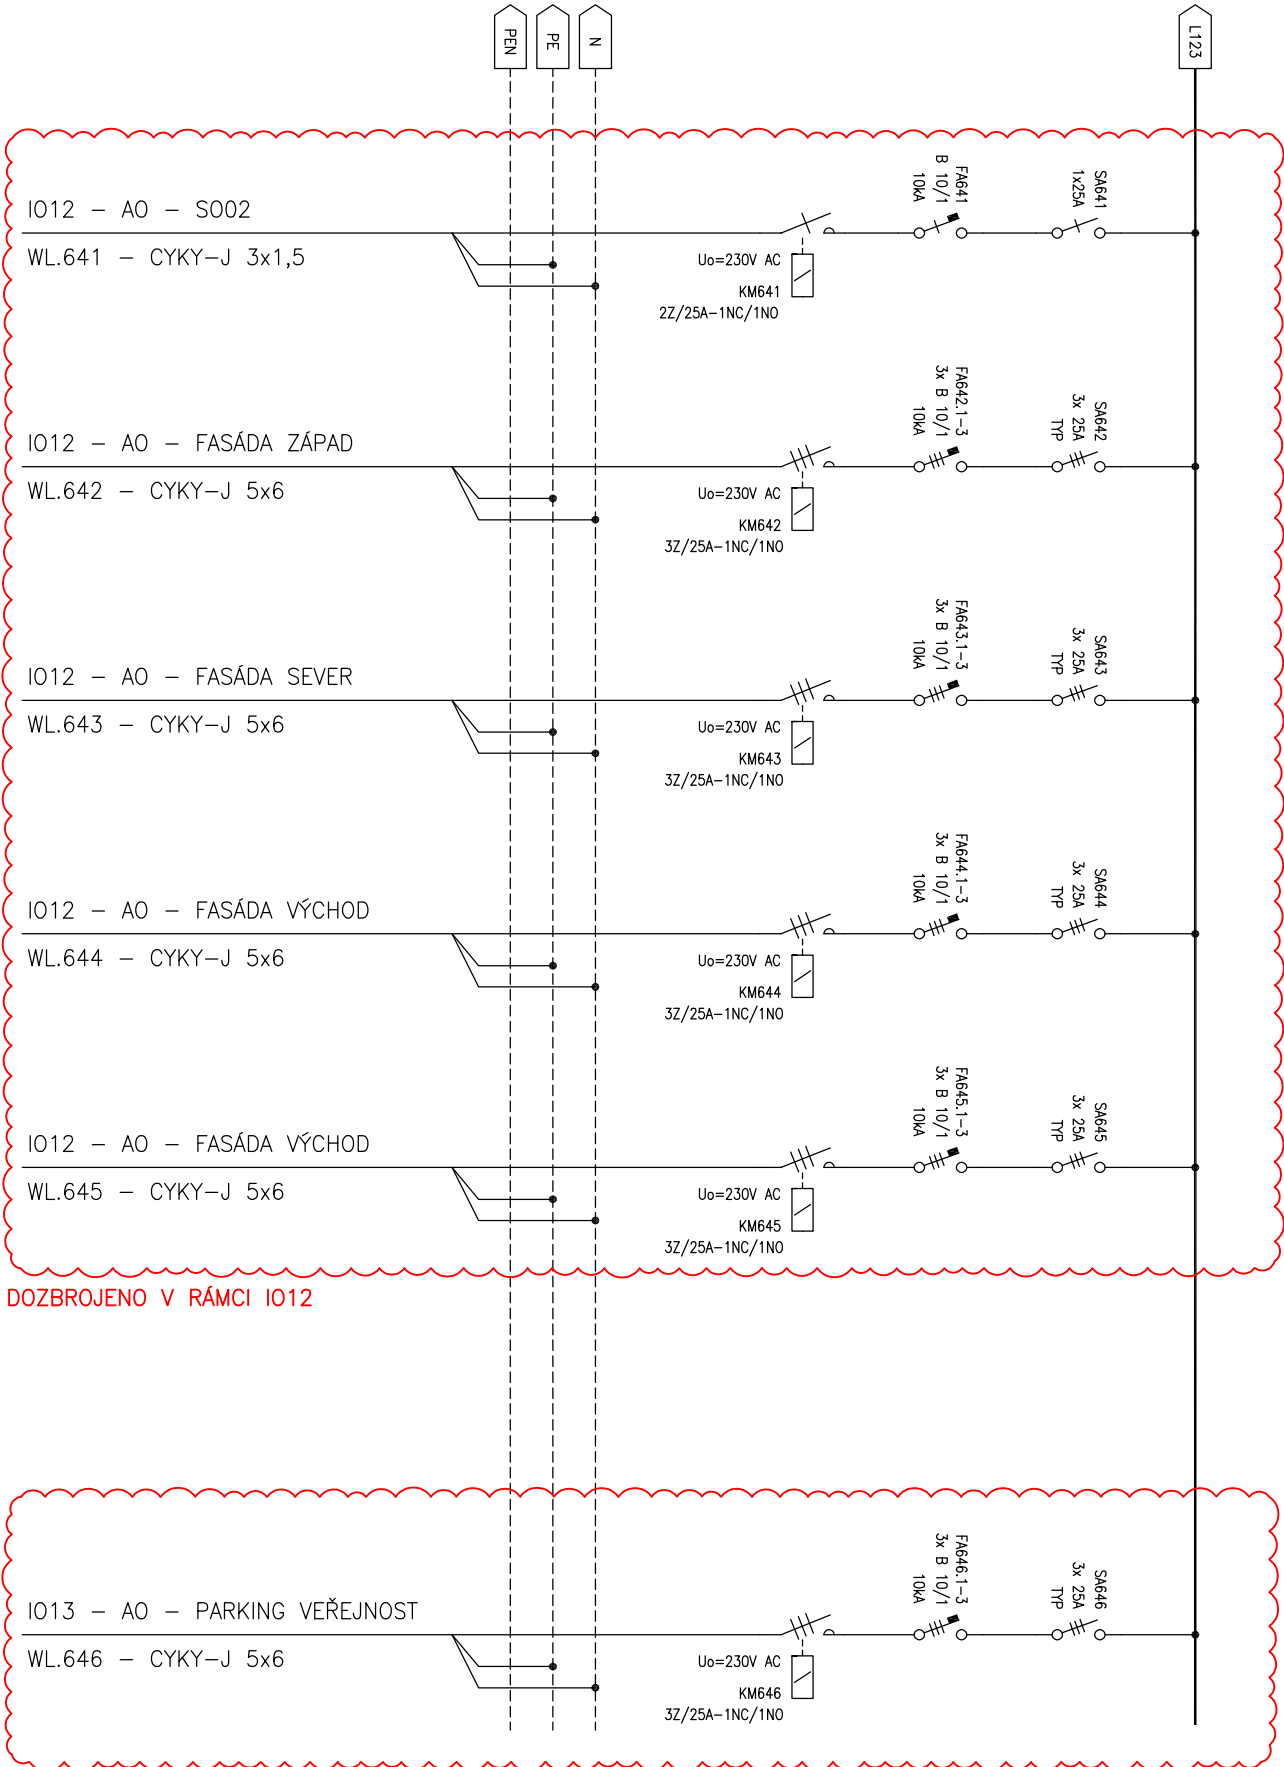 PEN
PE
N
L123
IO12 – AO – SO02
WL.641 – CYKY-J 3x1,5
Uo=230V AC
KM641
2Z/25A-1NC/1NO
FA641
B 10/1
10kA
SA641
1x25A
IO12 – AO – FASÁDA ZÁPAD
WL.642 – CYKY-J 5x6
Uo=230V AC
KM642
3Z/25A-1NC/1NO
FA642.1-3
3x B 10/1
10kA
SA642
3x 25A
TYP
IO12 – AO – FASÁDA SEVER
WL.643 – CYKY-J 5x6
Uo=230V AC
KM643
3Z/25A-1NC/1NO
FA643.1-3
3x B 10/1
10kA
SA643
3x 25A
TYP
IO12 – AO – FASÁDA VÝCHOD
WL.644 – CYKY-J 5x6
Uo=230V AC
KM644
3Z/25A-1NC/1NO
FA644.1-3
3x B 10/1
10kA
SA644
3x 25A
TYP
IO12 – AO – FASÁDA VÝCHOD
WL.645 – CYKY-J 5x6
Uo=230V AC
KM645
3Z/25A-1NC/1NO
FA645.1-3
3x B 10/1
10kA
SA645
3x 25A
TYP
DOZBROJENO V RÁMCI IO12
IO13 – AO – PARKING VEŘEJNOST
WL.646 – CYKY-J 5x6
Uo=230V AC
KM646
3Z/25A-1NC/1NO
FA646.1-3
3x B 10/1
10kA
SA646
3x 25A
TYP